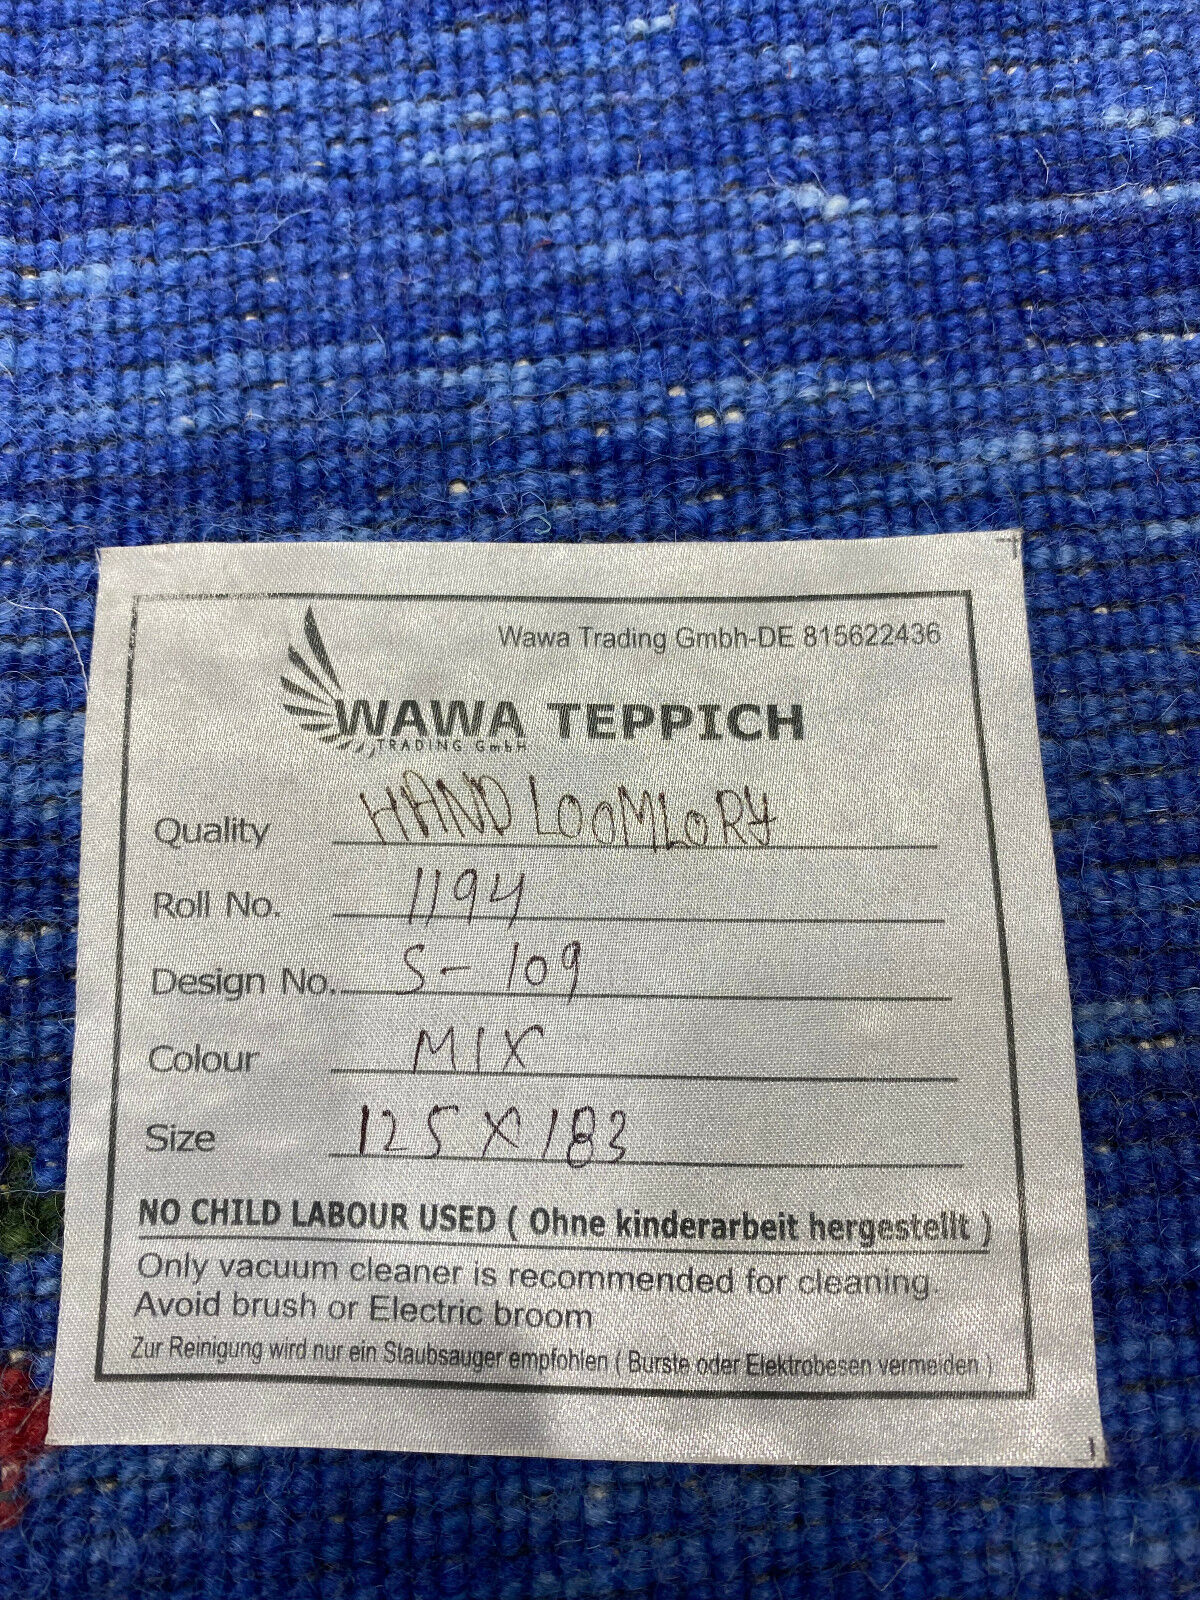 Wawa Trading Gmbh-DE 815622436
WAWA TEPPICH
TRADING GmbH
Quality HAND LOOMLORY
Roll No. 1194
Design No. S-109
Colour MIX
Size 125 X 183
NO CHILD LABOUR USED ( Ohne kinderarbeit hergestellt )
Only vacuum cleaner is recommended for cleaning.
Avoid brush or Electric broom
Zur Reinigung wird nur ein Staubsauger empfohlen ( Burste oder Elektrobesen vermeiden )